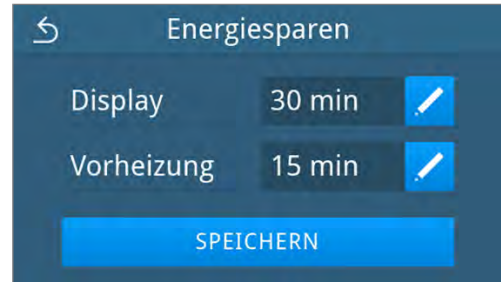 Energiesparen
Display 30 min
Vorheizung 15 min
SPEICHERN